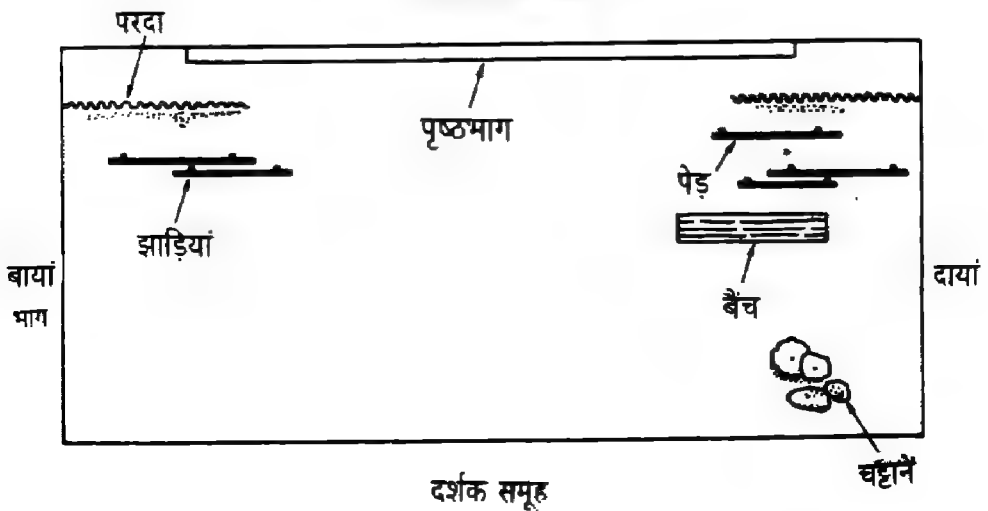 परदा
पृष्ठभाग
पेड़
झाड़ियां
बायां
भाग
दायां
बैंच
चट्टानें
दर्शक समूह